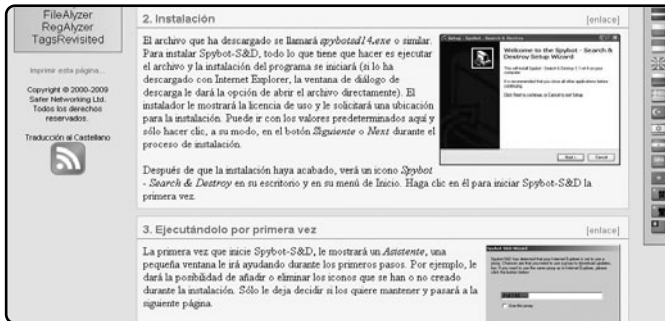 FileAlyzer
RegAlyzer
TagsRevisited
Imprimir esta página...
Copyright © 2000-2009
Safer Networking Ltd.
Todos los derechos
reservados.
Traducción al Castellano
2. Instalación
[enlace]
El archivo que ha descargado se llamará spybotsd14.exe o similar.
Para instalar Spybot-S&D, todo lo que tiene que hacer es ejecutar
el archivo y la instalación del programa se iniciará (si lo ha
descargado con Internet Explorer, la ventana de diálogo de
descarga le dará la opción de abrir el archivo directamente). El
instalador le mostrará la licencia de uso y le solicitará una ubicación
para la instalación. Puede ir con los valores predeterminados aquí y
sólo hacer clic, a su modo, en el botón Siguiente o Next durante el
proceso de instalación.
Welcome to the Spybot - Search &
Destroy Setup Wizard
Después de que la instalación haya acabado, verá un icono Spybot
- Search & Destroy en su escritorio y en su menú de Inicio. Haga clic en él para iniciar Spybot-S&D la
primera vez.
3. Ejecutándolo por primera vez
[enlace]
La primera vez que inicie Spybot-S&D, le mostrará un Asistente, una
pequeña ventana le irá ayudando durante los primeros pasos. Por ejemplo, le
dará la posibilidad de añadir o eliminar los iconos que se han o no creado
durante la instalación. Sólo le deja decidir si los quiere mantener y pasará a la
siguiente página.